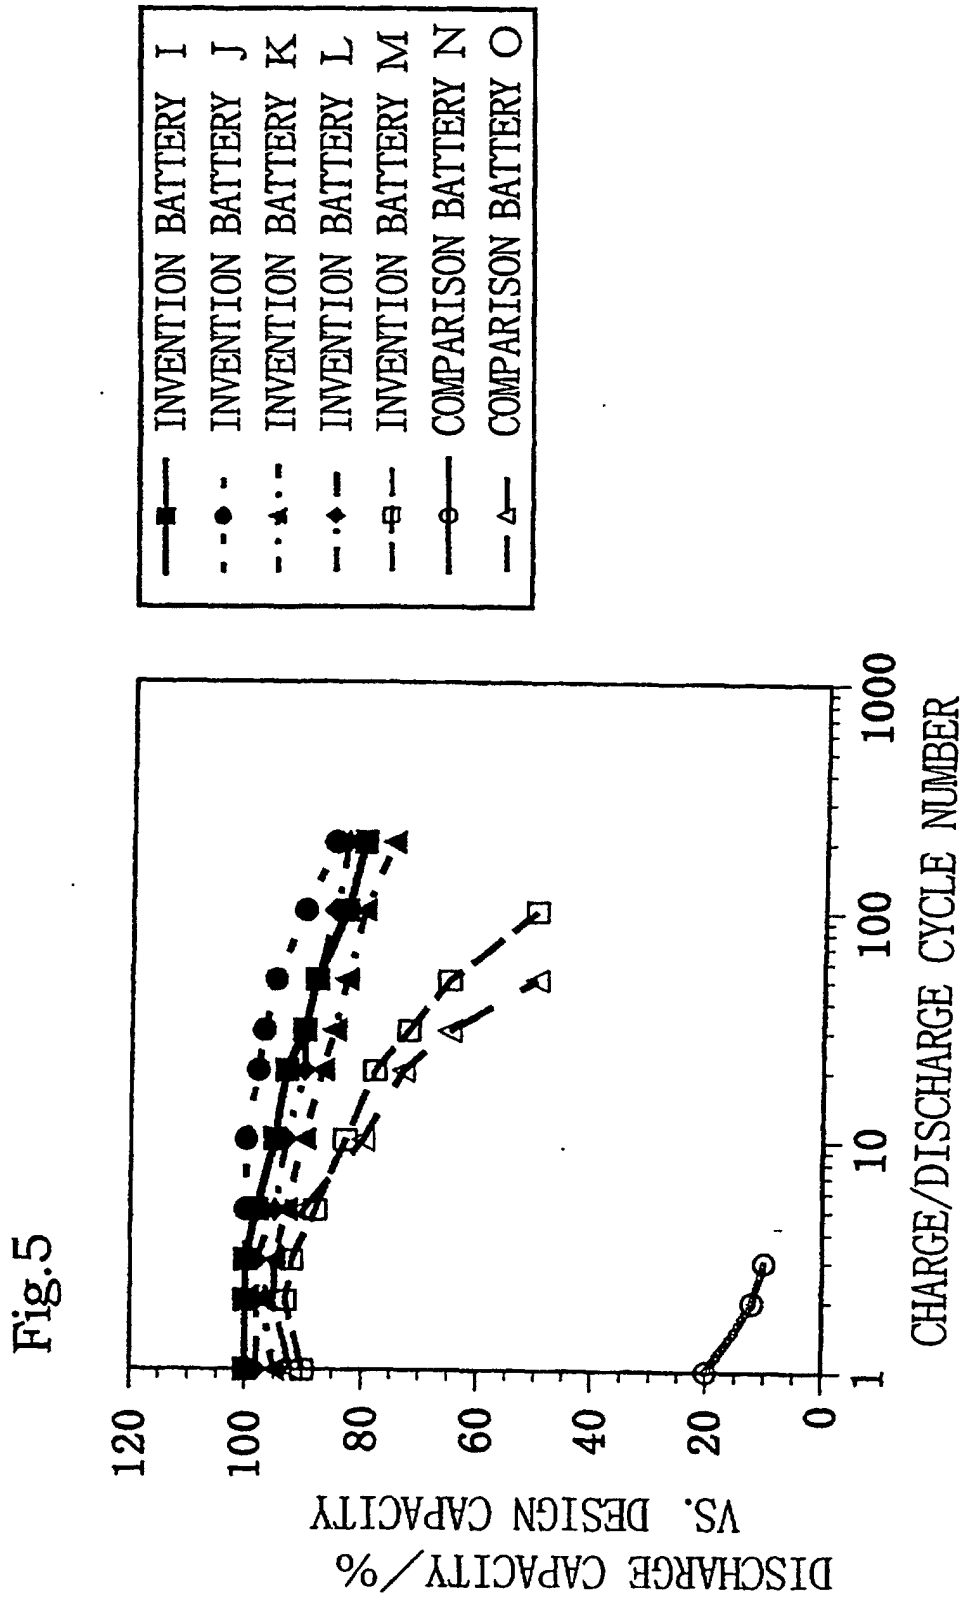 Fig.5
DISCHARGE CAPACITY/%
VS. DESIGN CAPACITY
120
100
80
60
40
20
0
1
10
100
1000
CHARGE/DISCHARGE CYCLE NUMBER
INVENTION BATTERY I
INVENTION BATTERY J
INVENTION BATTERY K
INVENTION BATTERY L
INVENTION BATTERY M
COMPARISON BATTERY N
COMPARISON BATTERY O